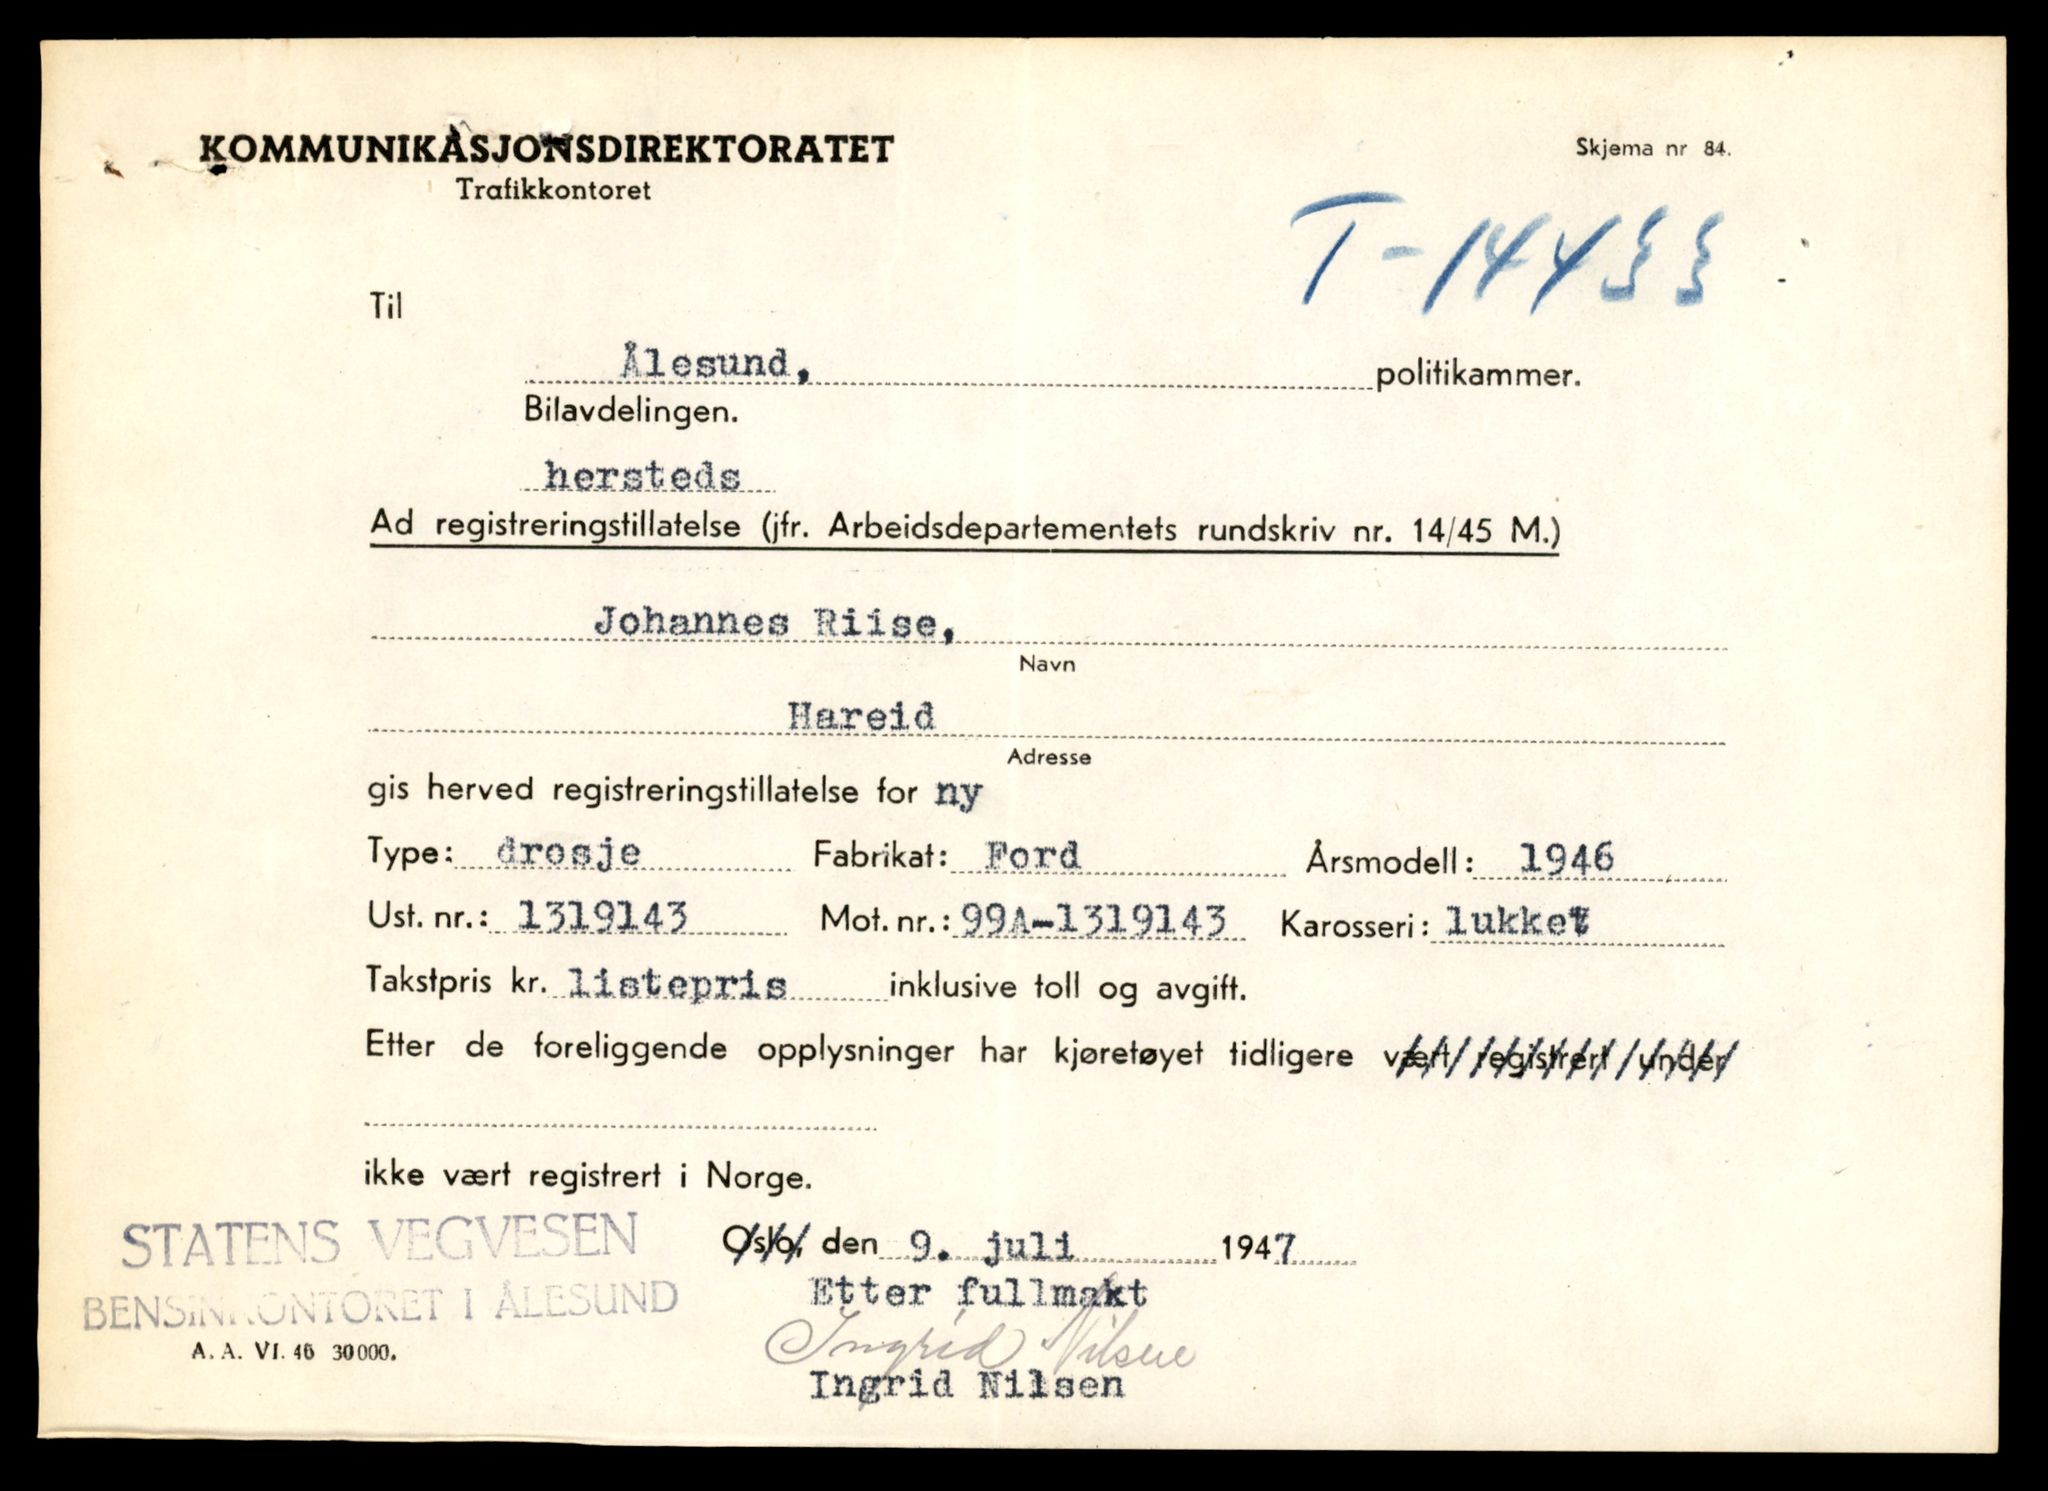 KOMMUNIKASJONSDIREKTORATET
Trafikkontoret
Skjema nr 84.
T-14433
Til
Ålesund, politikammer.
Bilavdelingen.
hersteds
Ad registreringstillatelse (jfr. Arbeidsdepartementets rundskriv nr. 14/45 M.)
Johannes Riise,
Navn
Hareid
Adresse
gis herved registreringstillatelse for ny
Type: drosje Fabrikat: Ford Årsmodell: 1946
Ust. nr.: 1319143 Mot. nr.: 99A-1319143 Karosseri: lukket
Takstpris kr. listepris inklusive toll og avgift.
Etter de foreliggende opplysninger har kjøretøyet tidligere vært registrert under
ikke vært registrert i Norge.
Oslo, den 9. juli 1947
Etter fullmakt
Ingrid Nilsen
Ingrid Nilsen
STATENS VEGVESEN
BENSINKONTORET I ÅLESUND
A. A. VI. 46 30000.